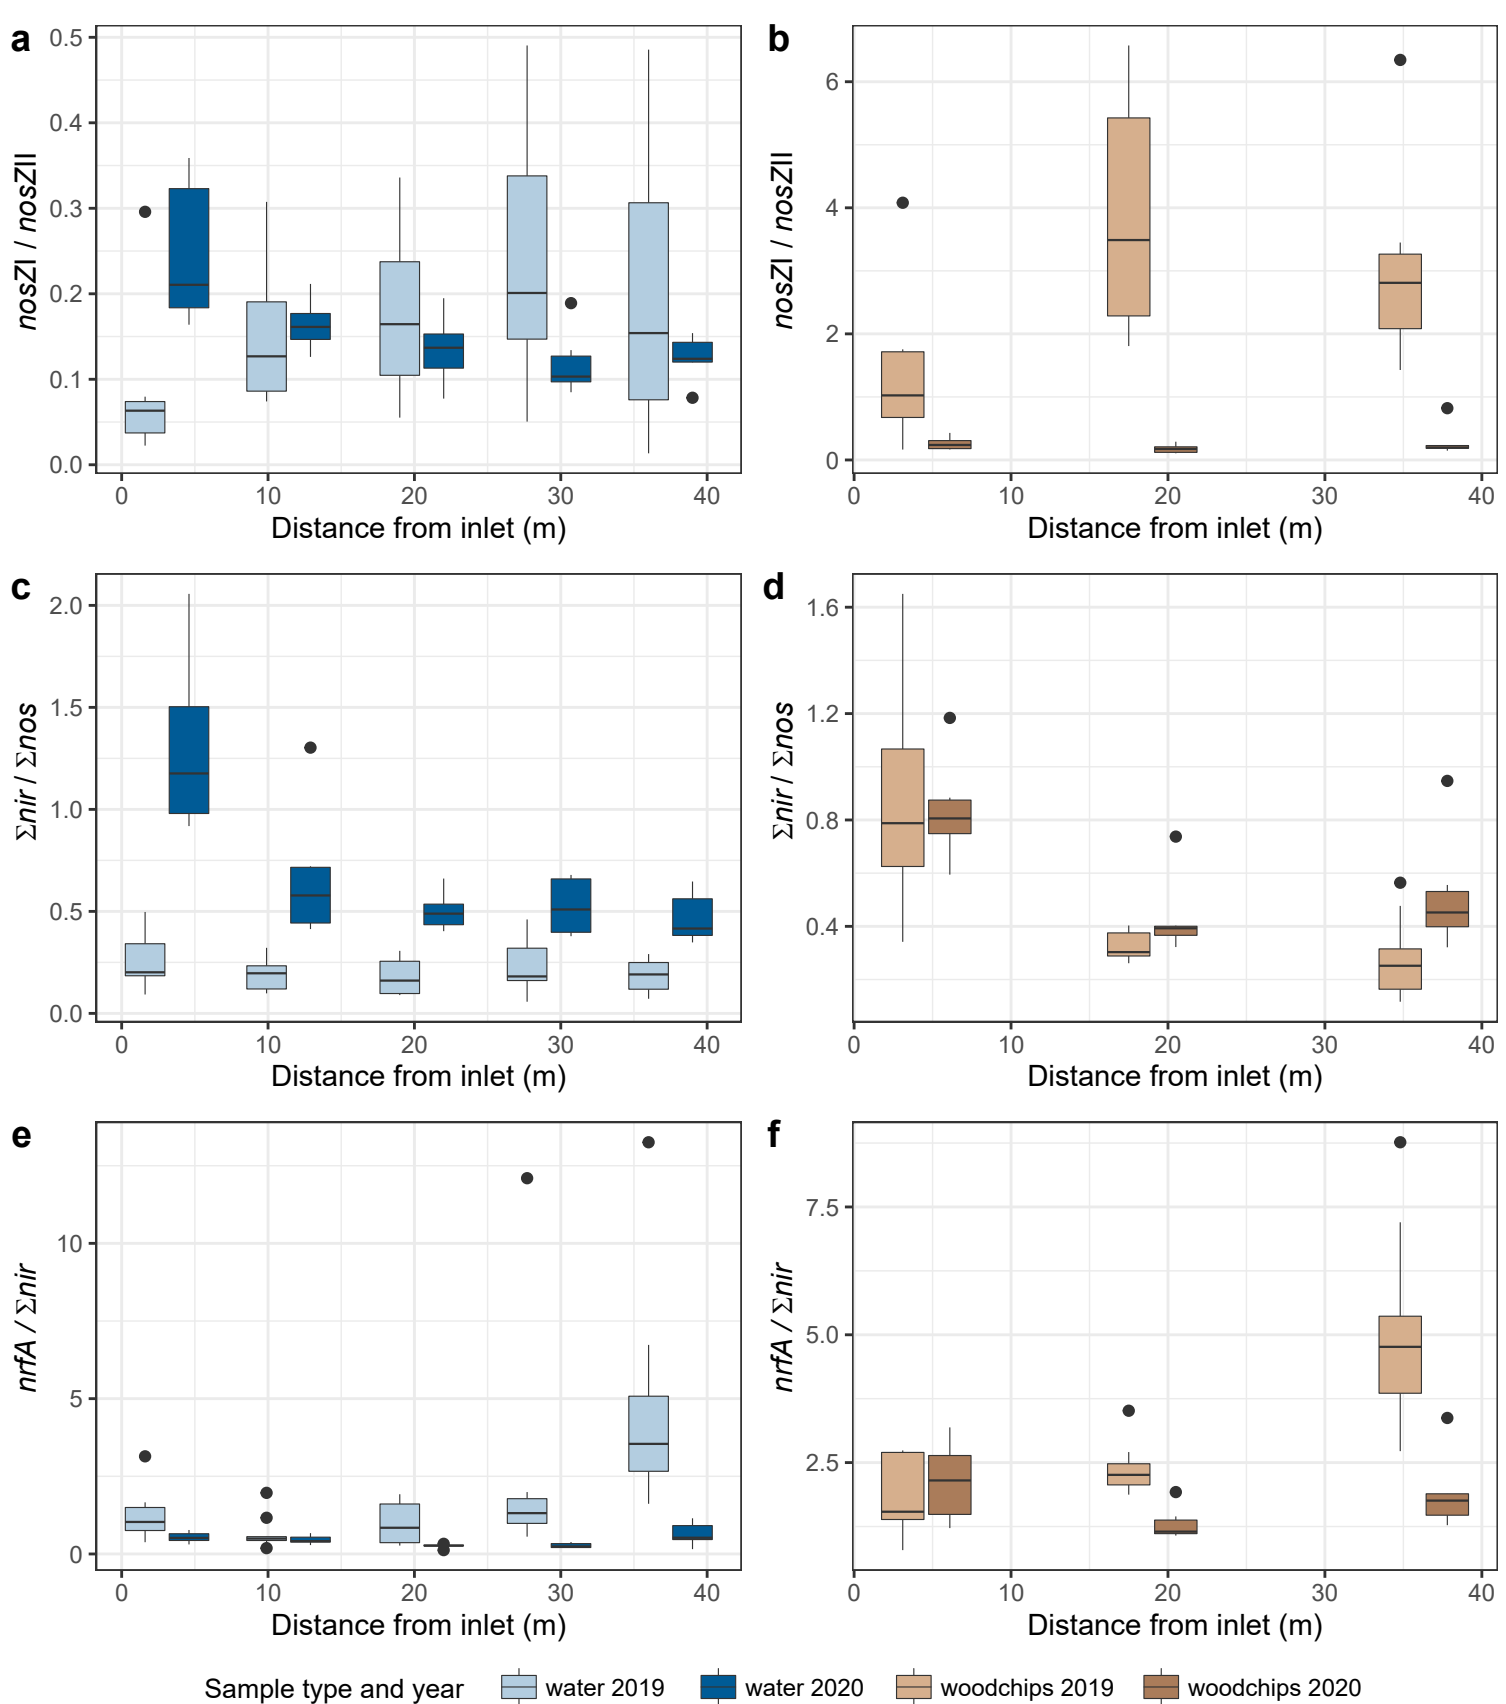 a
b
0.5
0.4
0.3
0.2
0.1
0.0
nosZI / nosZII
0
10
20
30
40
Distance from inlet (m)
6
4
2
0
nosZI / nosZII
0
10
20
30
40
Distance from inlet (m)
c
d
2.0
1.5
1.0
0.5
0.0
Σnir / Σnos
0
10
20
30
40
Distance from inlet (m)
1.6
1.2
0.8
0.4
Σnir / Σnos
0
10
20
30
40
Distance from inlet (m)
e
f
10
5
0
nrfA / Σnir
0
10
20
30
40
Distance from inlet (m)
7.5
5.0
2.5
nrfA / Σnir
0
10
20
30
40
Distance from inlet (m)
Sample type and year water 2019 water 2020 woodchips 2019 woodchips 2020